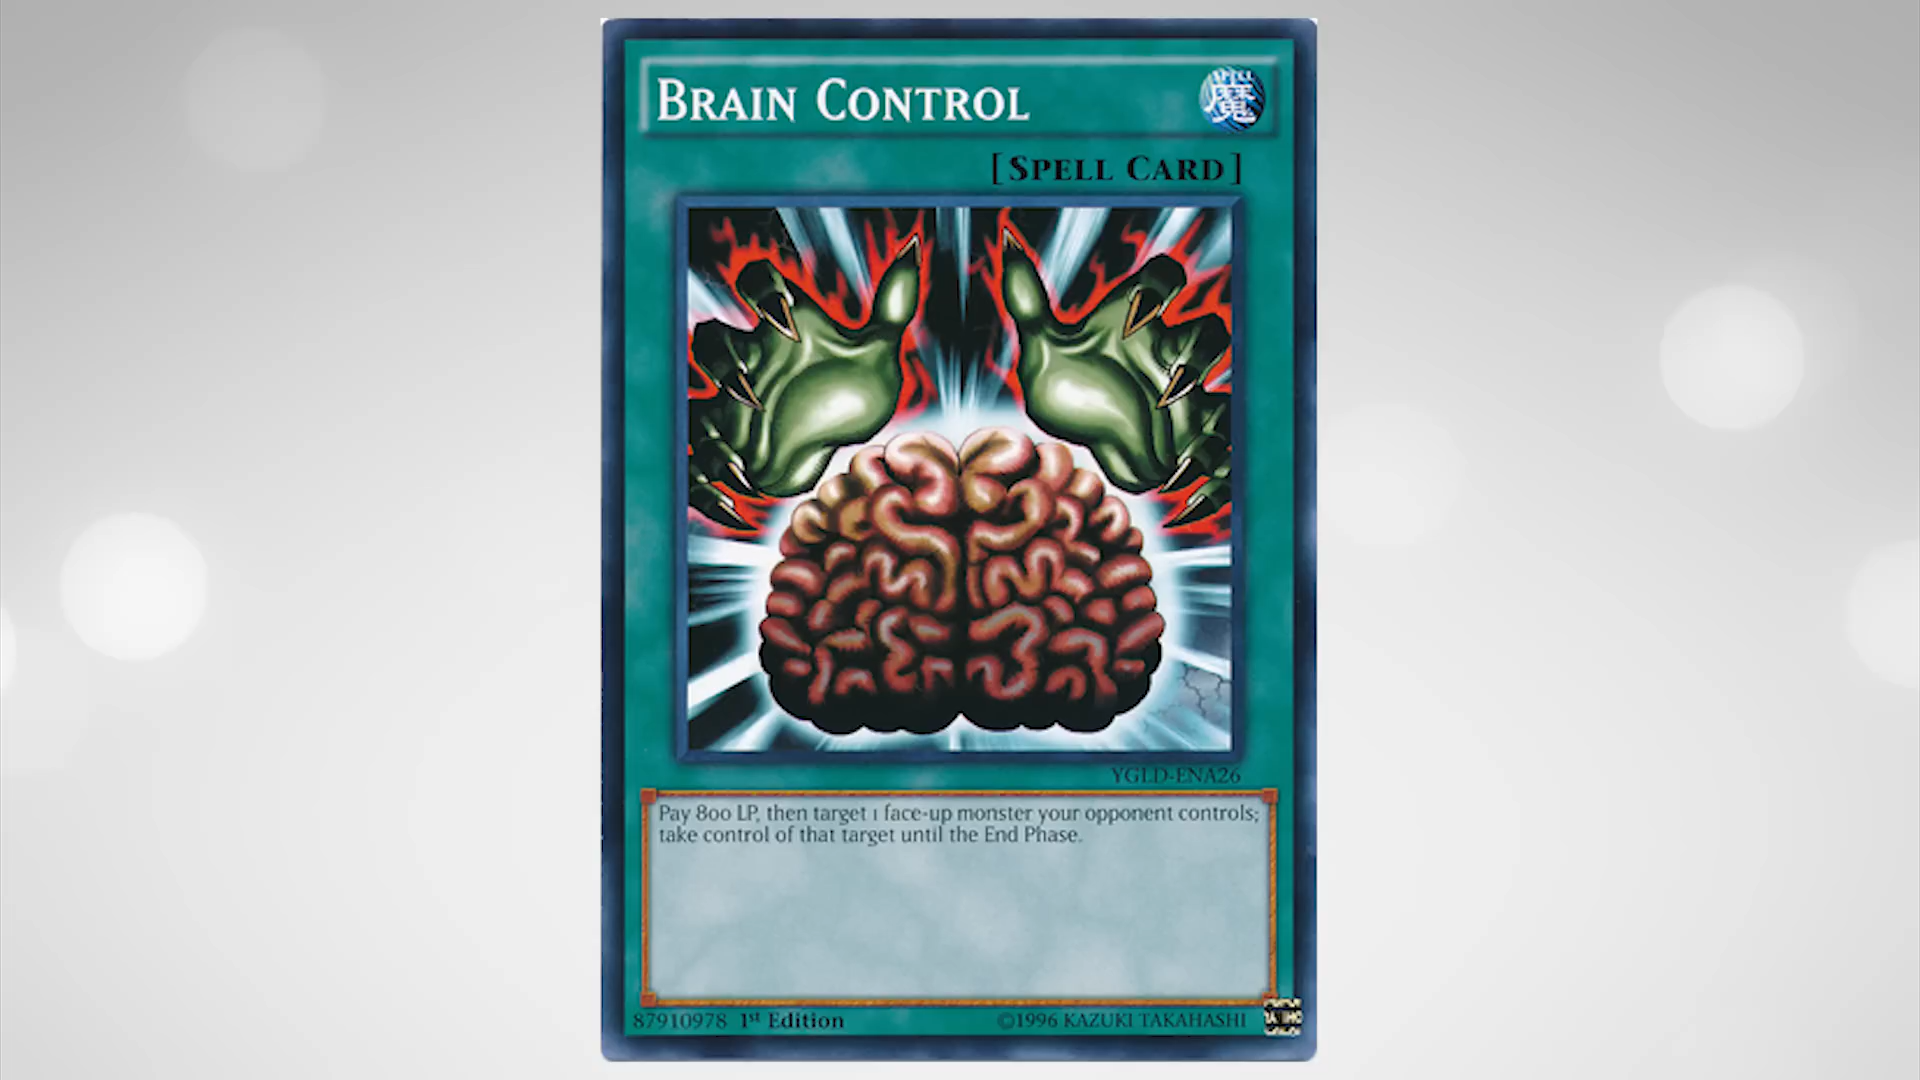 BRAIN CONTROL
魔
[SPELL CARD]
YGLD-ENA26
Pay 800 LP, then target 1 face-up monster your opponent controls;
take control of that target until the End Phase.
87910978 1st Edition
©1996 KAZUKI TAKAHASHI